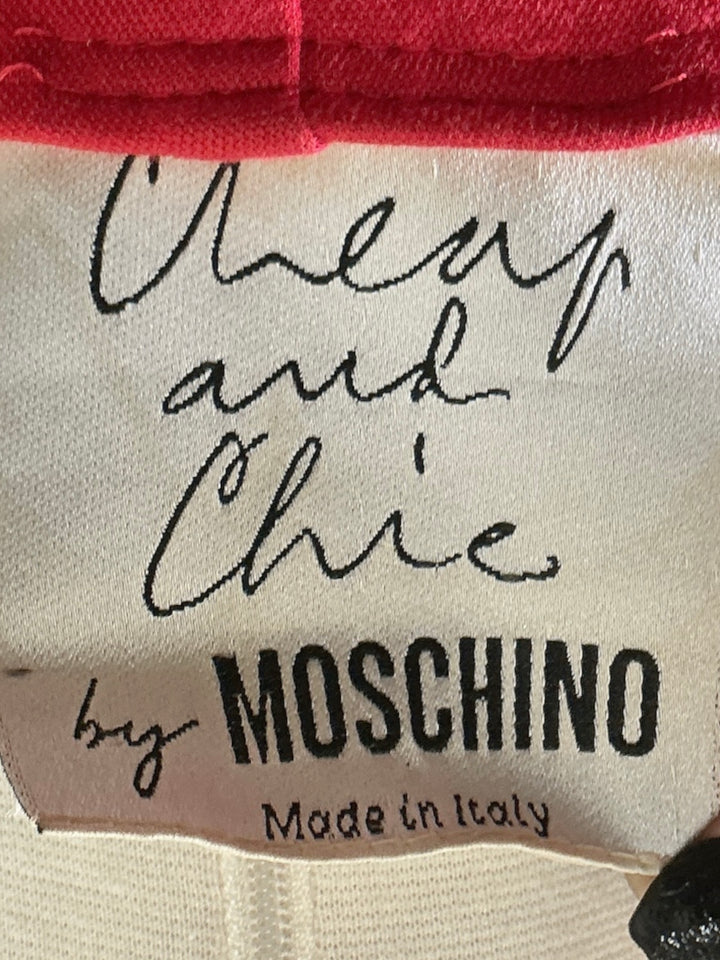 Cheap
and
Chic
by MOSCHINO
Made in Italy